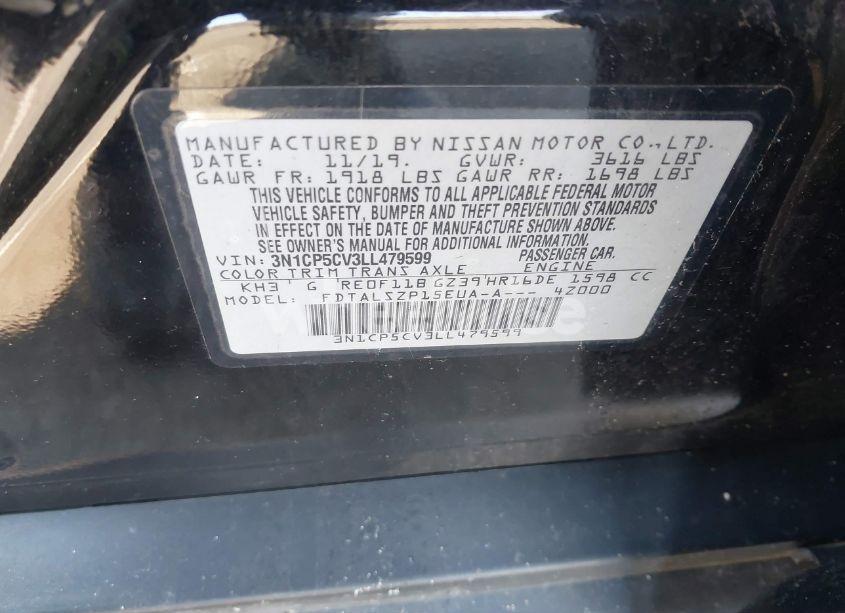 MANUFACTURED BY NISSAN MOTOR CO., LTD.
DATE: 11/19. GVWR: 3616 LBS
GAWR FR: 1918 LBS GAWR RR: 1698 LBS
THIS VEHICLE CONFORMS TO ALL APPLICABLE FEDERAL MOTOR
VEHICLE SAFETY, BUMPER AND THEFT PREVENTION STANDARDS
IN EFFECT ON THE DATE OF MANUFACTURE SHOWN ABOVE.
SEE OWNER'S MANUAL FOR ADDITIONAL INFORMATION.
VIN: 3N1CP5CV3LL479599 PASSENGER CAR.
COLOR TRIM TRANS AXLE ENGINE
KH3 G RE0F11B GZ39 HR16DE 1598 CC
MODEL: FDTALSZP15EUA-A--- 4Z000
3N1CP5CV3LL479599